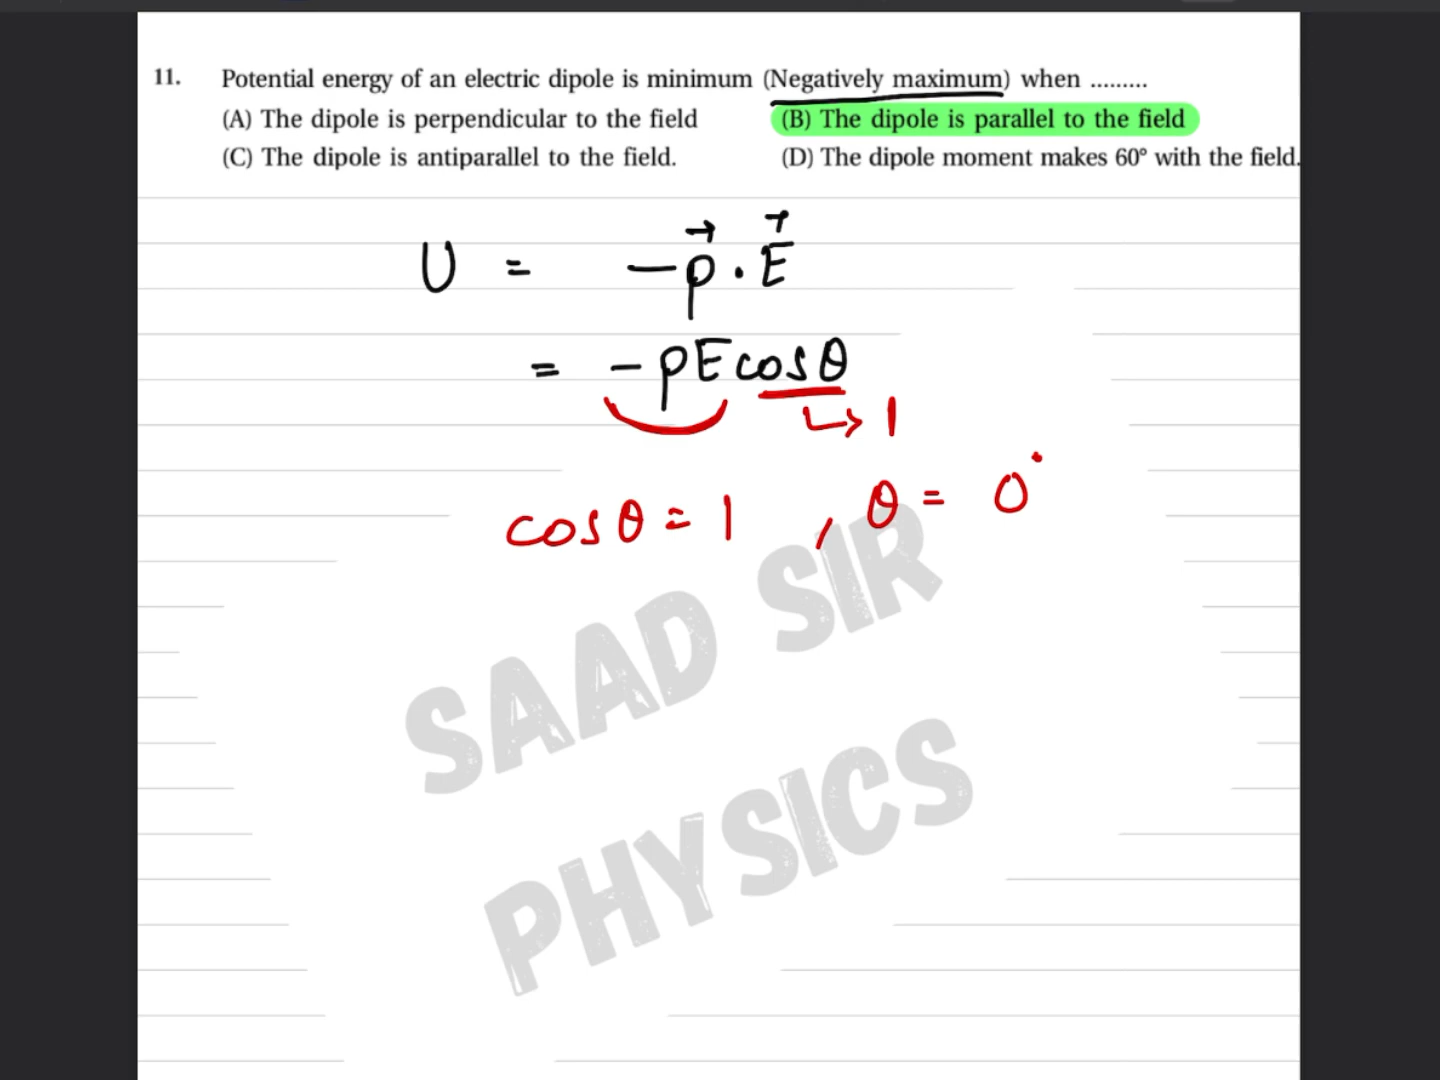 11. Potential energy of an electric dipole is minimum (Negatively maximum) when .........
(A) The dipole is perpendicular to the field (B) The dipole is parallel to the field
(C) The dipole is antiparallel to the field. (D) The dipole moment makes 60° with the field.
U = -p⃗ . E⃗
= -pE cosθ
↳ 1
cosθ = 1 , θ = 0°
SAAD SIR
PHYSICS